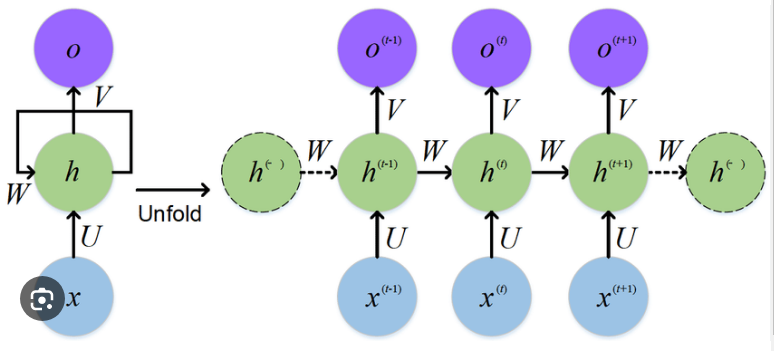 o o(t-1) o(t) o(t+1)
V V V V
h h(- ) W h(t-1) W h(t) W h(t+1) W h(- )
W
Unfold
U U U U
x x(t-1) x(t) x(t+1)